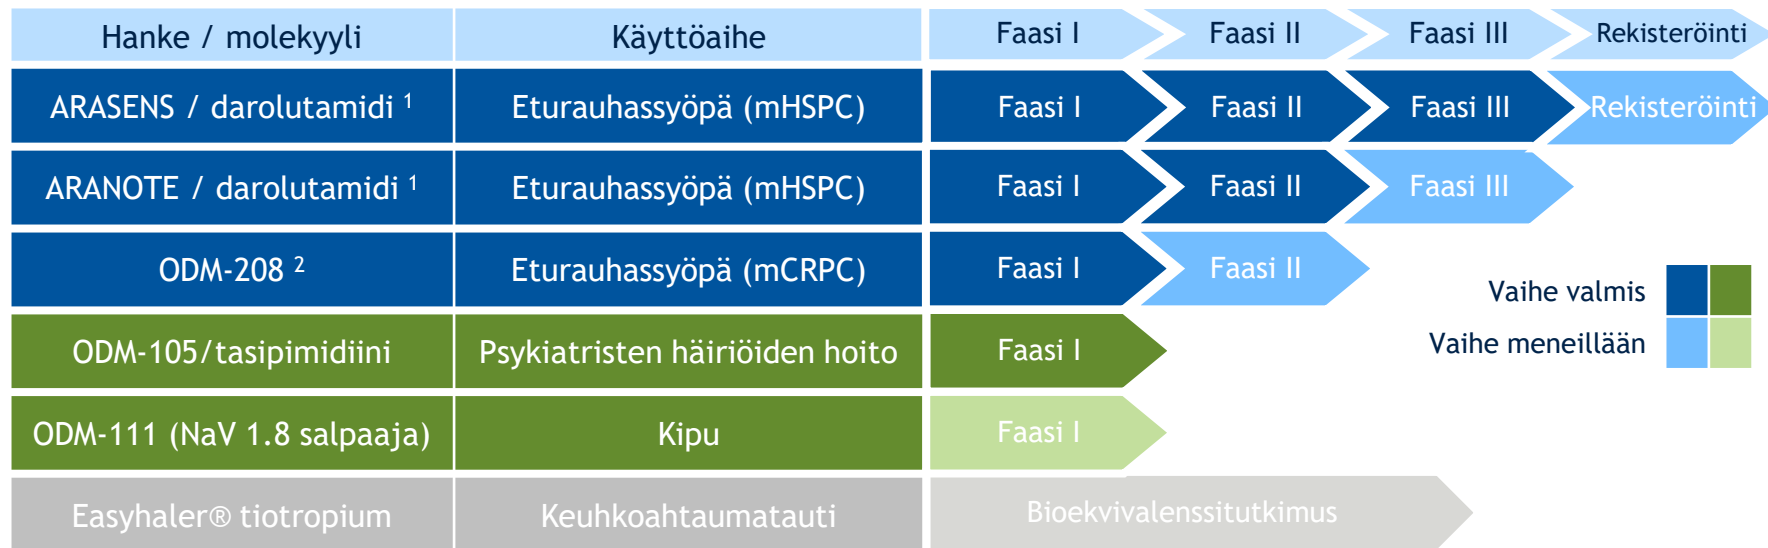 Hanke / molekyyli Käyttöaihe Faasi I Faasi II Faasi III Rekisteröinti
ARASENS / darolutamidi ¹ Eturauhassyöpä (mHSPC) Faasi I Faasi II Faasi III Rekisteröinti
ARANOTE / darolutamidi ¹ Eturauhassyöpä (mHSPC) Faasi I Faasi II Faasi III
ODM-208 ² Eturauhassyöpä (mCRPC) Faasi I Faasi II
Vaihe valmis
Vaihe meneillään
ODM-105/tasipimidiini Psykiatristen häiriöiden hoito Faasi I
ODM-111 (NaV 1.8 salpaaja) Kipu Faasi I
Easyhaler® tiotropium Keuhkoahtaumatauti Bioekvivalenssitutkimus